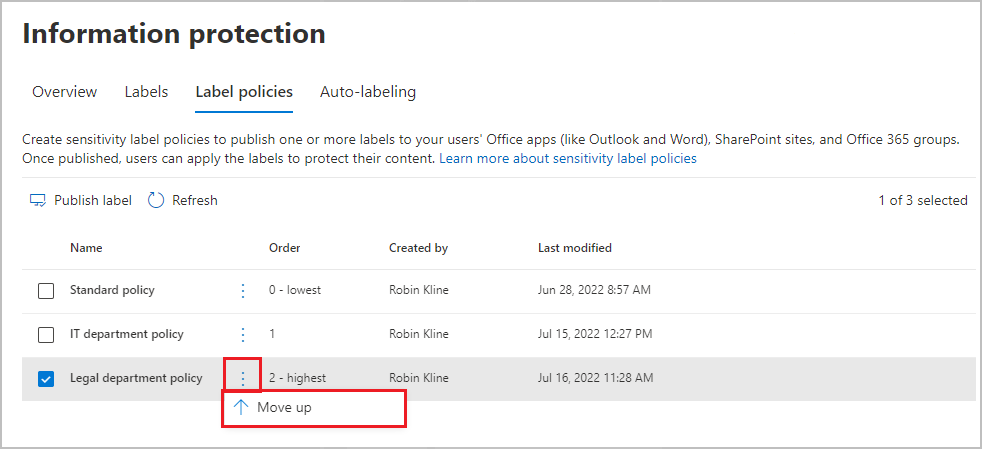 Information protection
Overview Labels Label policies Auto-labeling
Create sensitivity label policies to publish one or more labels to your users' Office apps (like Outlook and Word), SharePoint sites, and Office 365 groups.
Once published, users can apply the labels to protect their content. Learn more about sensitivity label policies
Publish label Refresh 1 of 3 selected
Name Order Created by Last modified
Standard policy 0 - lowest Robin Kline Jun 28, 2022 8:57 AM
IT department policy 1 Robin Kline Jul 15, 2022 12:27 PM
Legal department policy 2 - highest Robin Kline Jul 16, 2022 11:28 AM
Move up